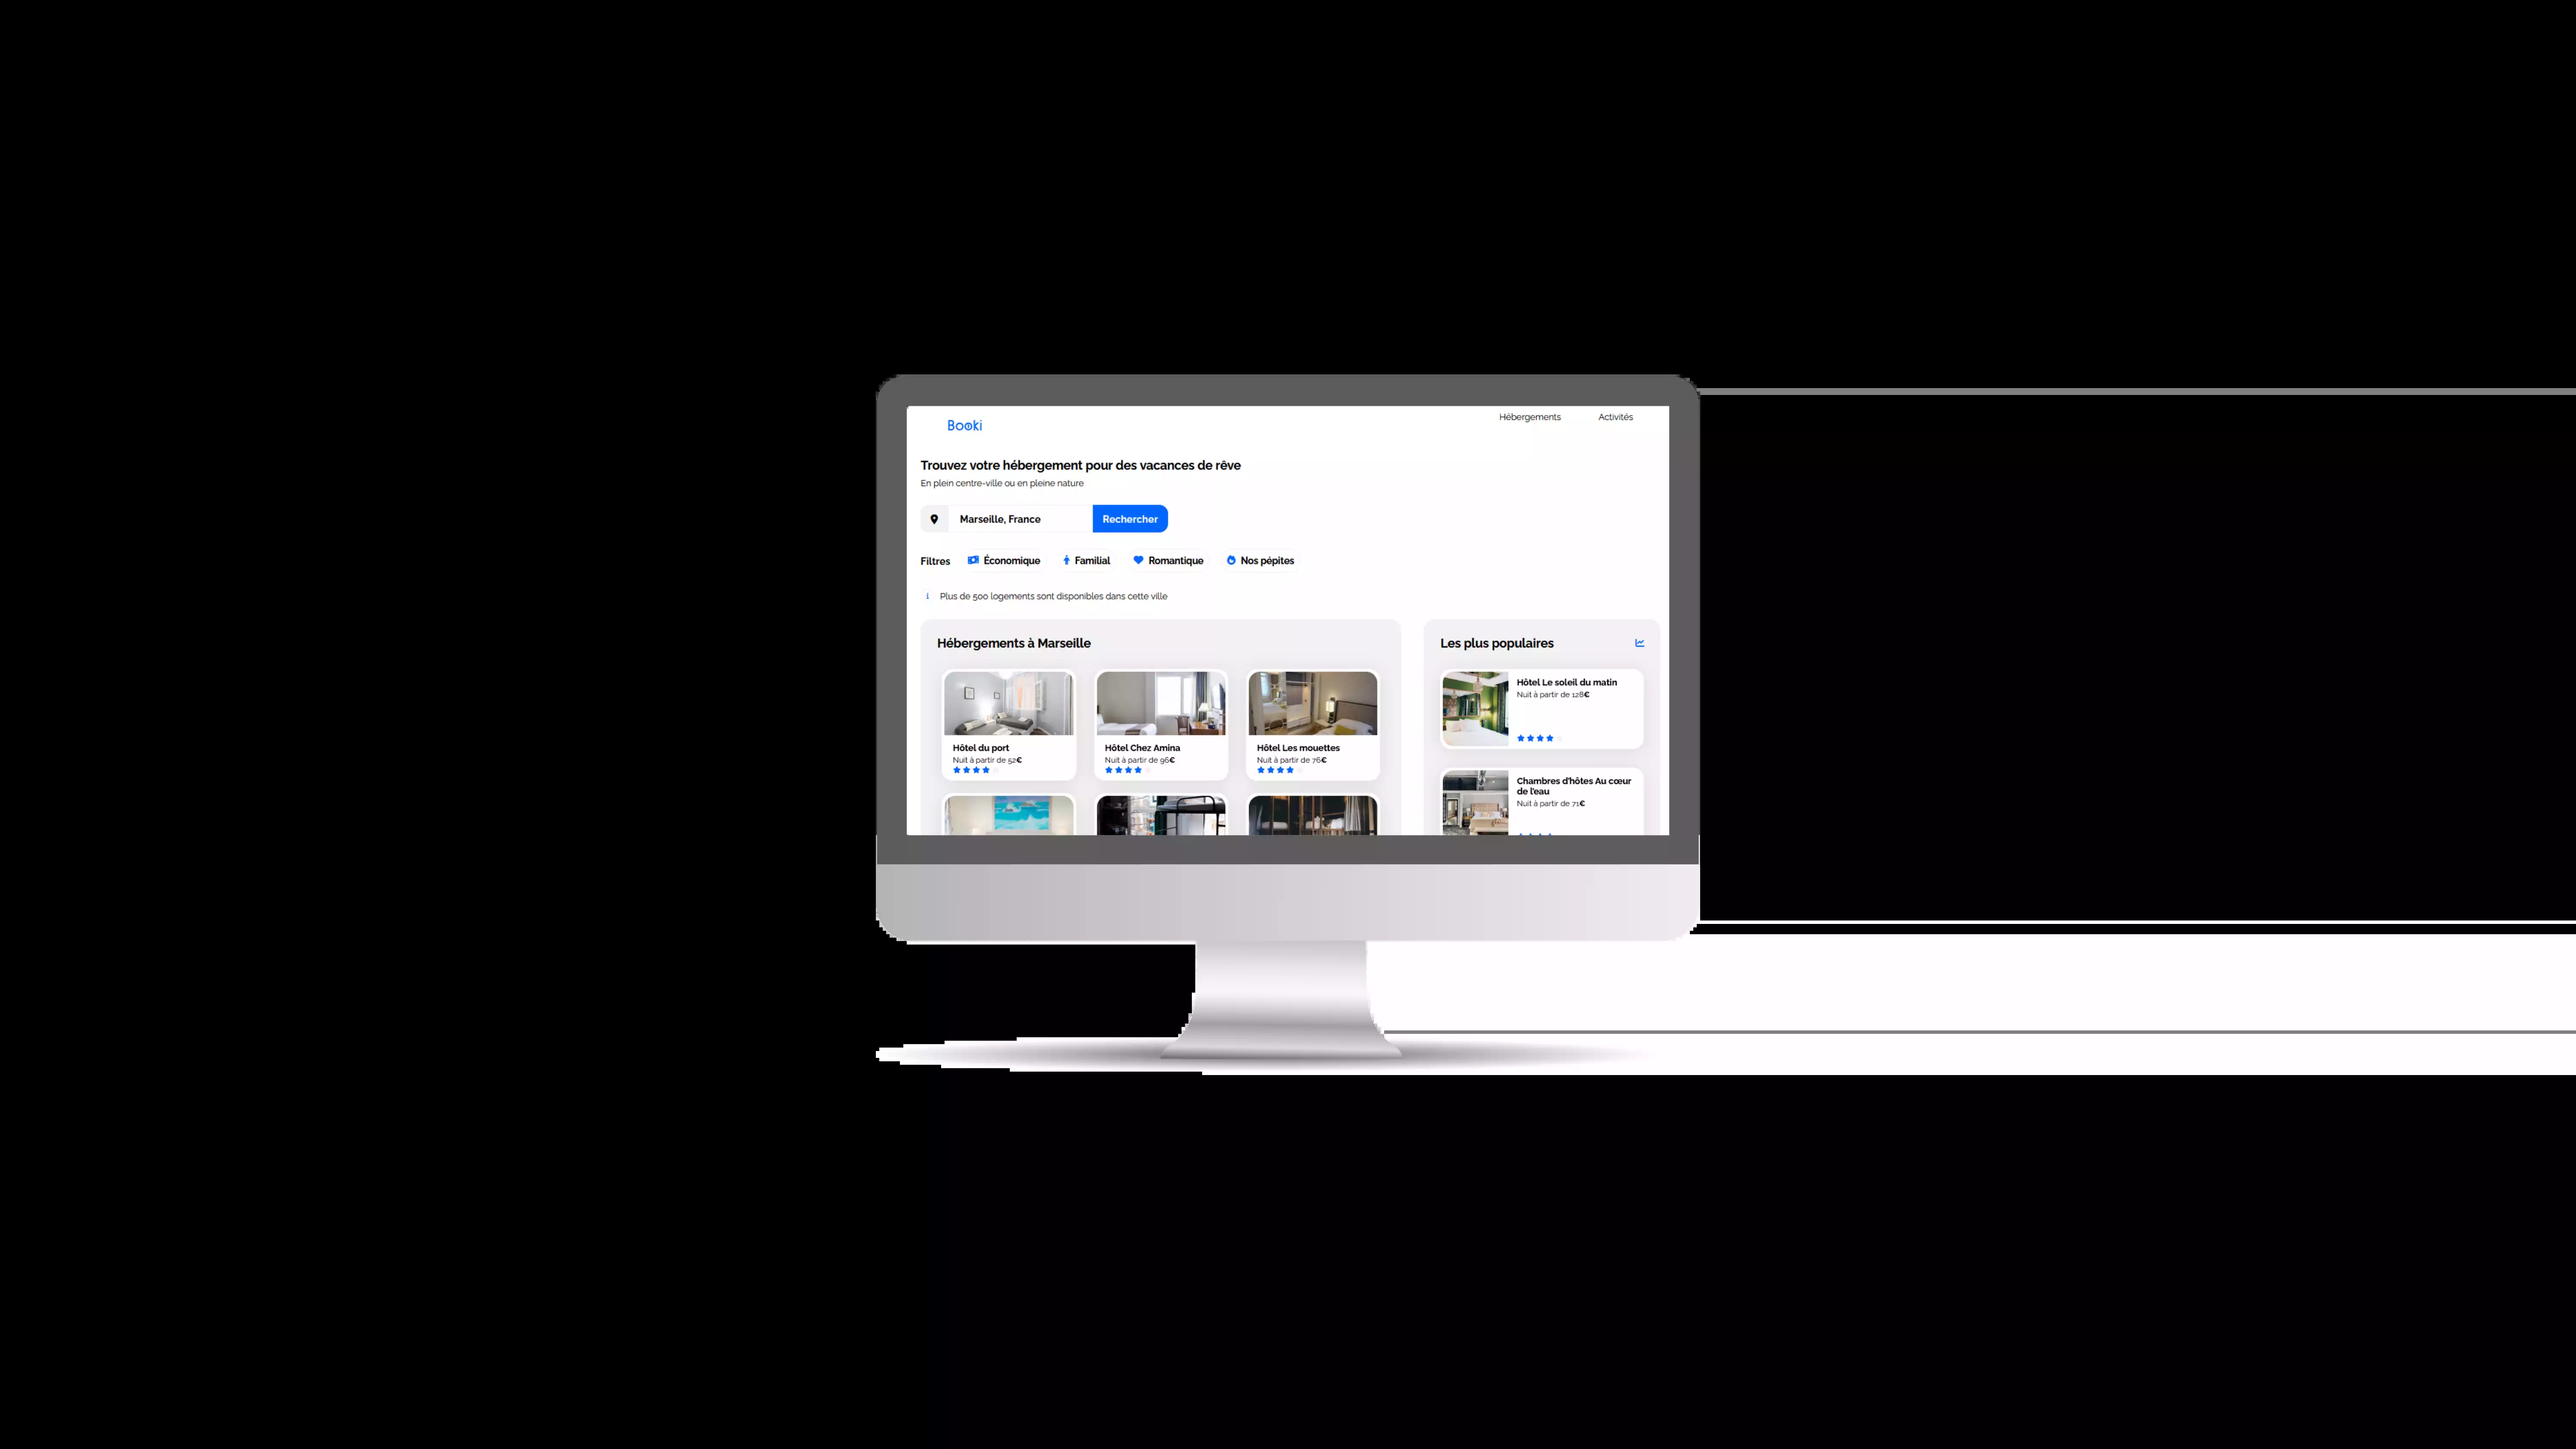 Booki
Hébergements
Activités
Trouvez votre hébergement pour des vacances de rêve
En plein centre-ville ou en pleine nature
Marseille, France
Rechercher
Filtres
Économique
Familial
Romantique
Nos pépites
Plus de 500 logements sont disponibles dans cette ville
Hébergements à Marseille
Hôtel du port
Nuit à partir de 52€
Hôtel Chez Amina
Nuit à partir de 96€
Hôtel Les mouettes
Nuit à partir de 76€
Les plus populaires
Hôtel Le soleil du matin
Nuit à partir de 128€
Chambres d'hôtes Au cœur
de l'eau
Nuit à partir de 71€